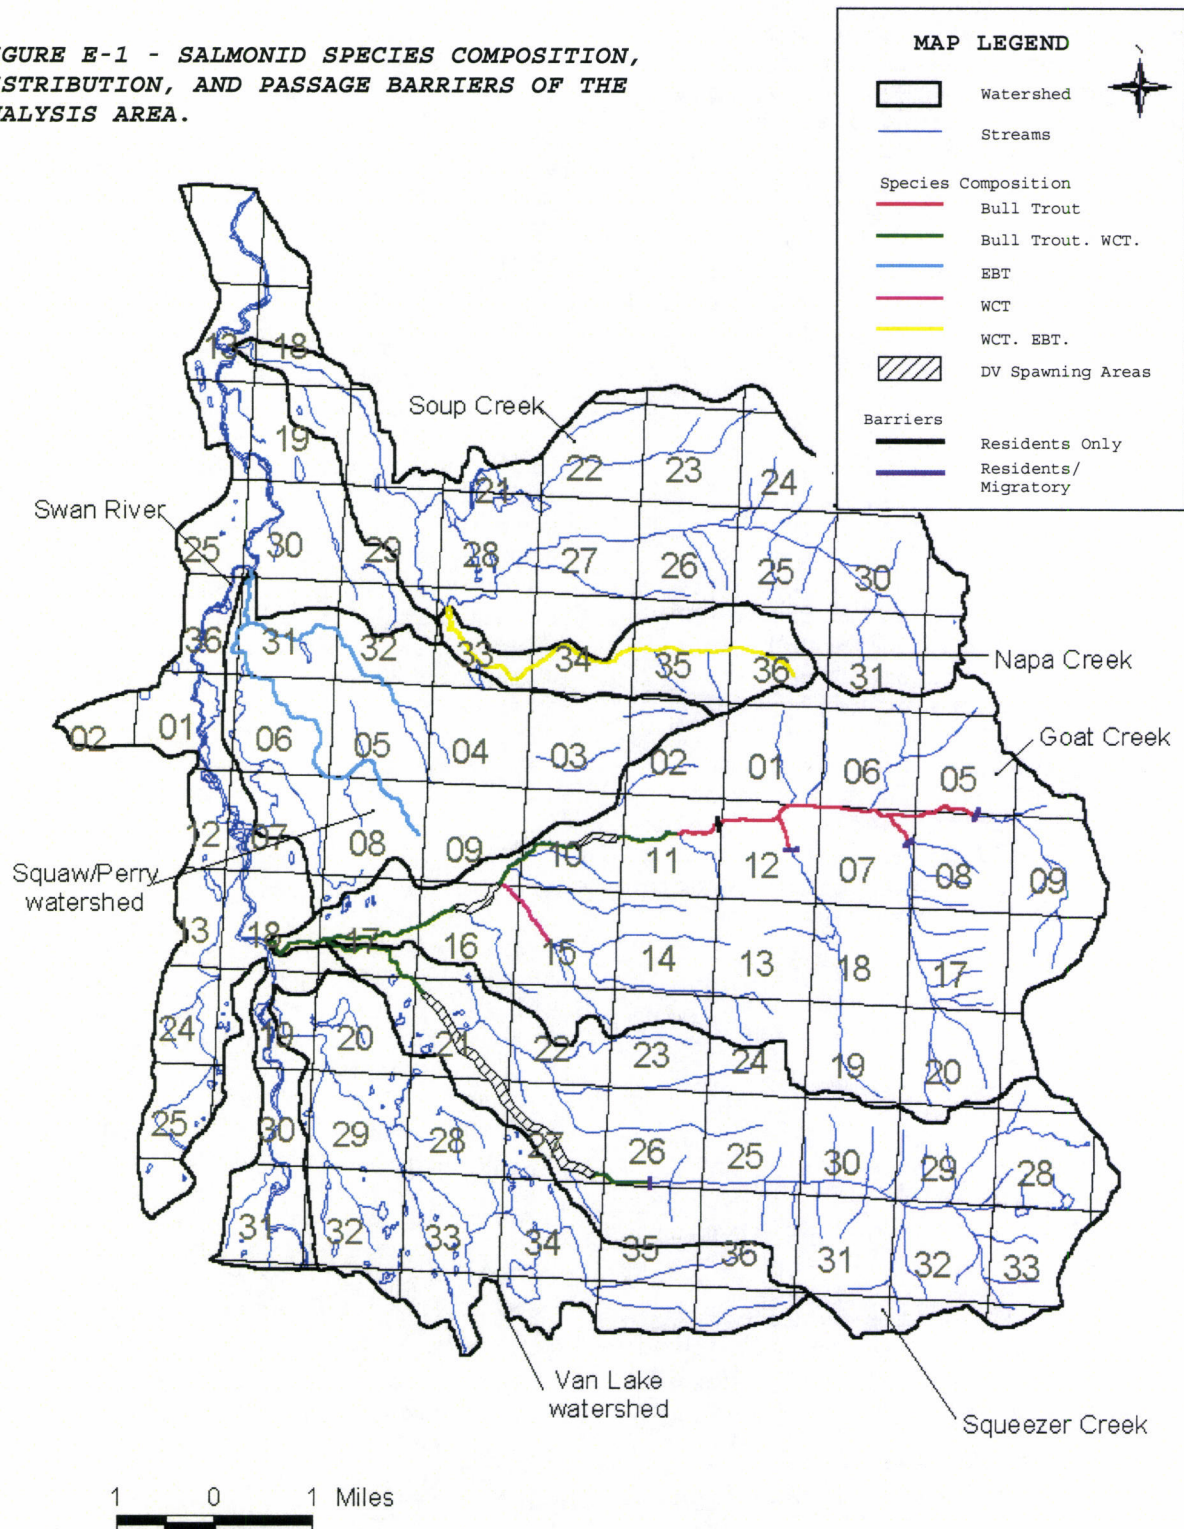 GURE E-1 - SALMONID SPECIES COMPOSITION,
STRIBUTION, AND PASSAGE BARRIERS OF THE
ALYSIS AREA.
MAP LEGEND
Watershed
Streams
Species Composition
Bull Trout
Bull Trout. WCT.
EBT
WCT
WCT. EBT.
DV Spawning Areas
Barriers
Residents Only
Residents/
Migratory
13 18
Soup Creek
19
22 23 24
21
Swan River
25 30 29 28 27 26 25 30
36 31 32 33 34 35 36 31
Napa Creek
02 01 06 05 04 03 02 01 06 05
Goat Creek
12 07 08 09 10 11 12 07 08 09
Squaw/Perry
watershed
13 18 17 16 15 14 13 18 17
24 19 20 21 22 23 24 19 20
25 30 29 28 27 26 25 30 29 28
31 32 33 34 35 36 31 32 33
Van Lake
watershed
Squeezer Creek
1 0 1 Miles